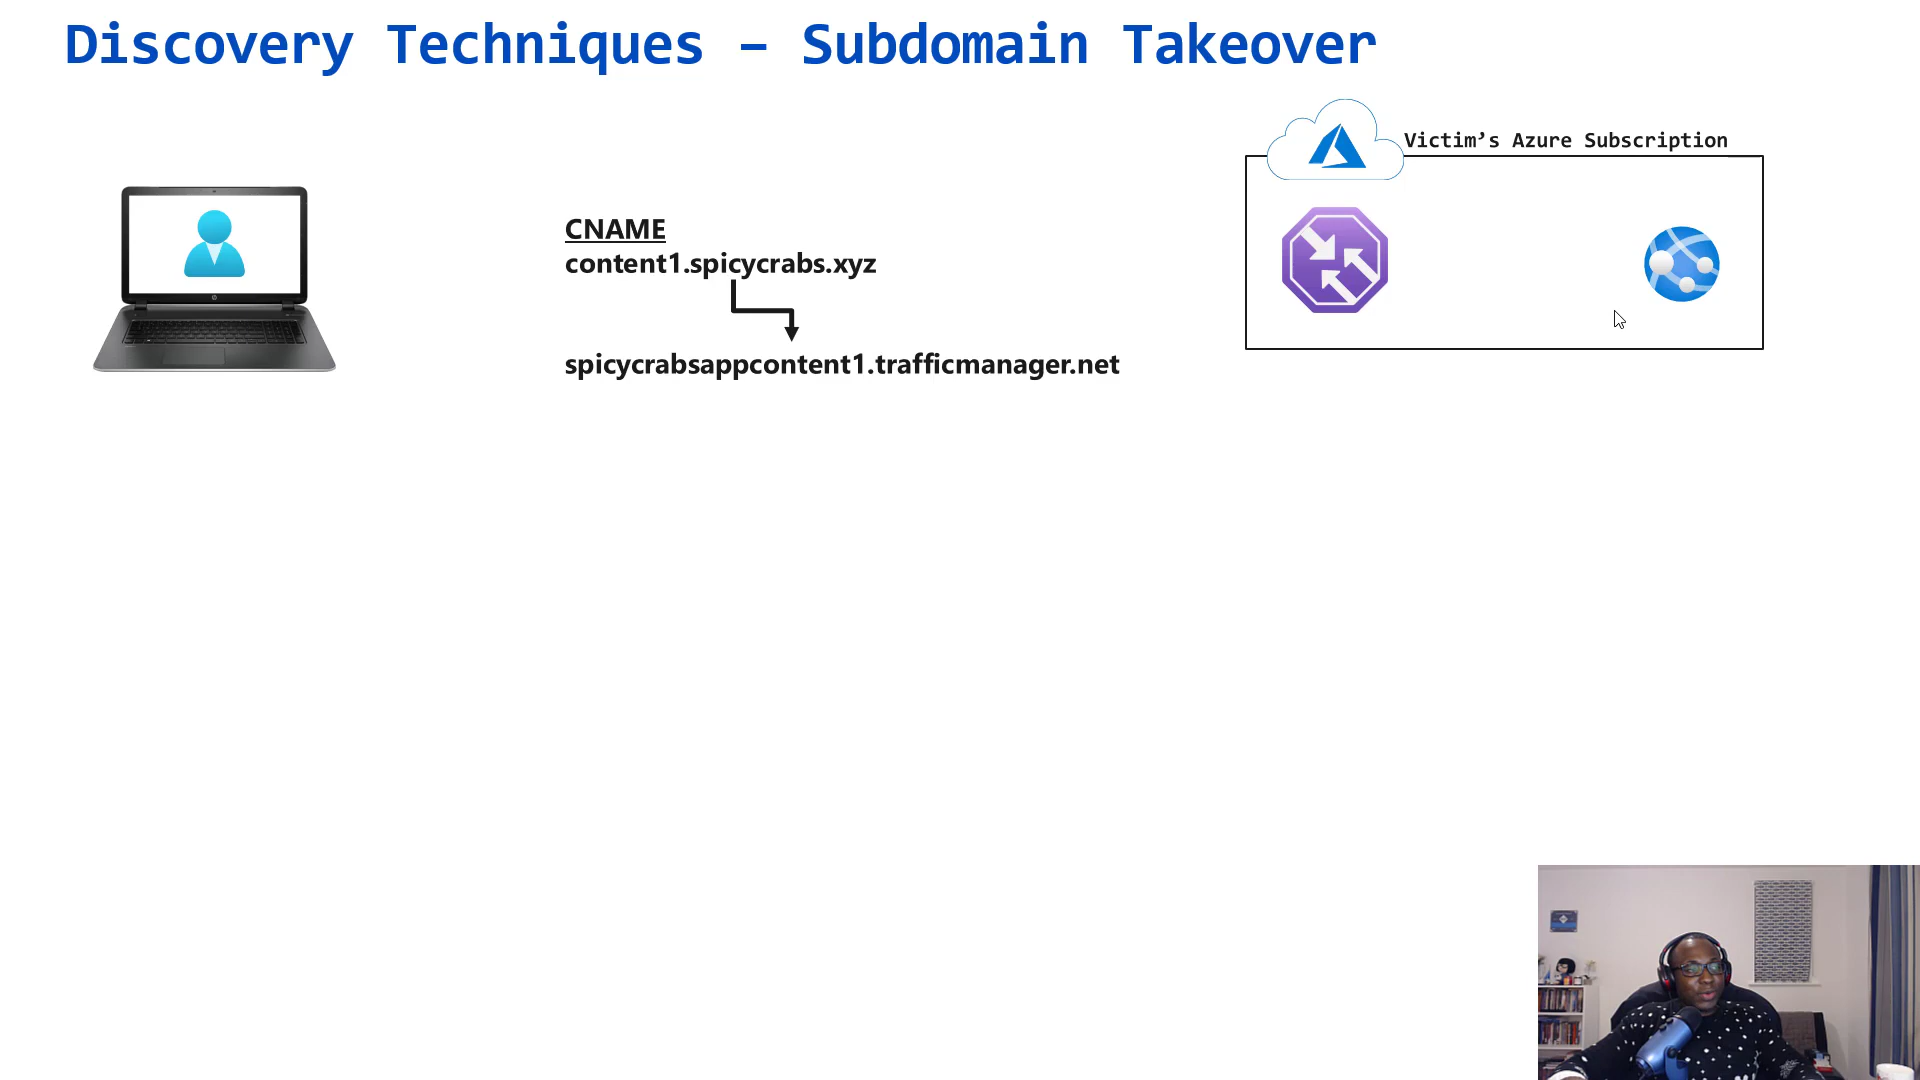 Discovery Techniques – Subdomain Takeover
Victim’s Azure Subscription
CNAME
content1.spicycrabs.xyz
spicycrabsappcontent1.trafficmanager.net